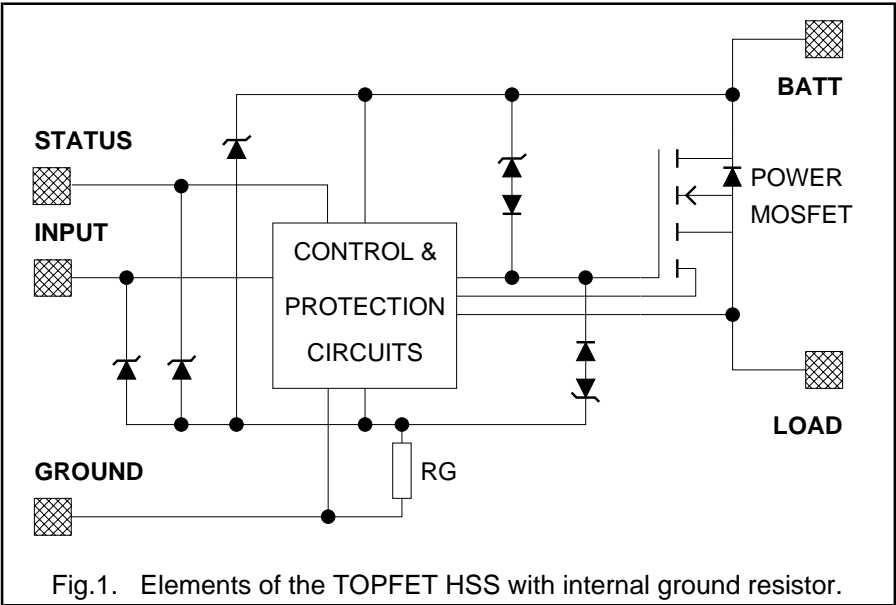 BATT
STATUS
POWER
MOSFET
INPUT
CONTROL &
PROTECTION
CIRCUITS
LOAD
GROUND
RG
Fig.1. Elements of the TOPFET HSS with internal ground resistor.